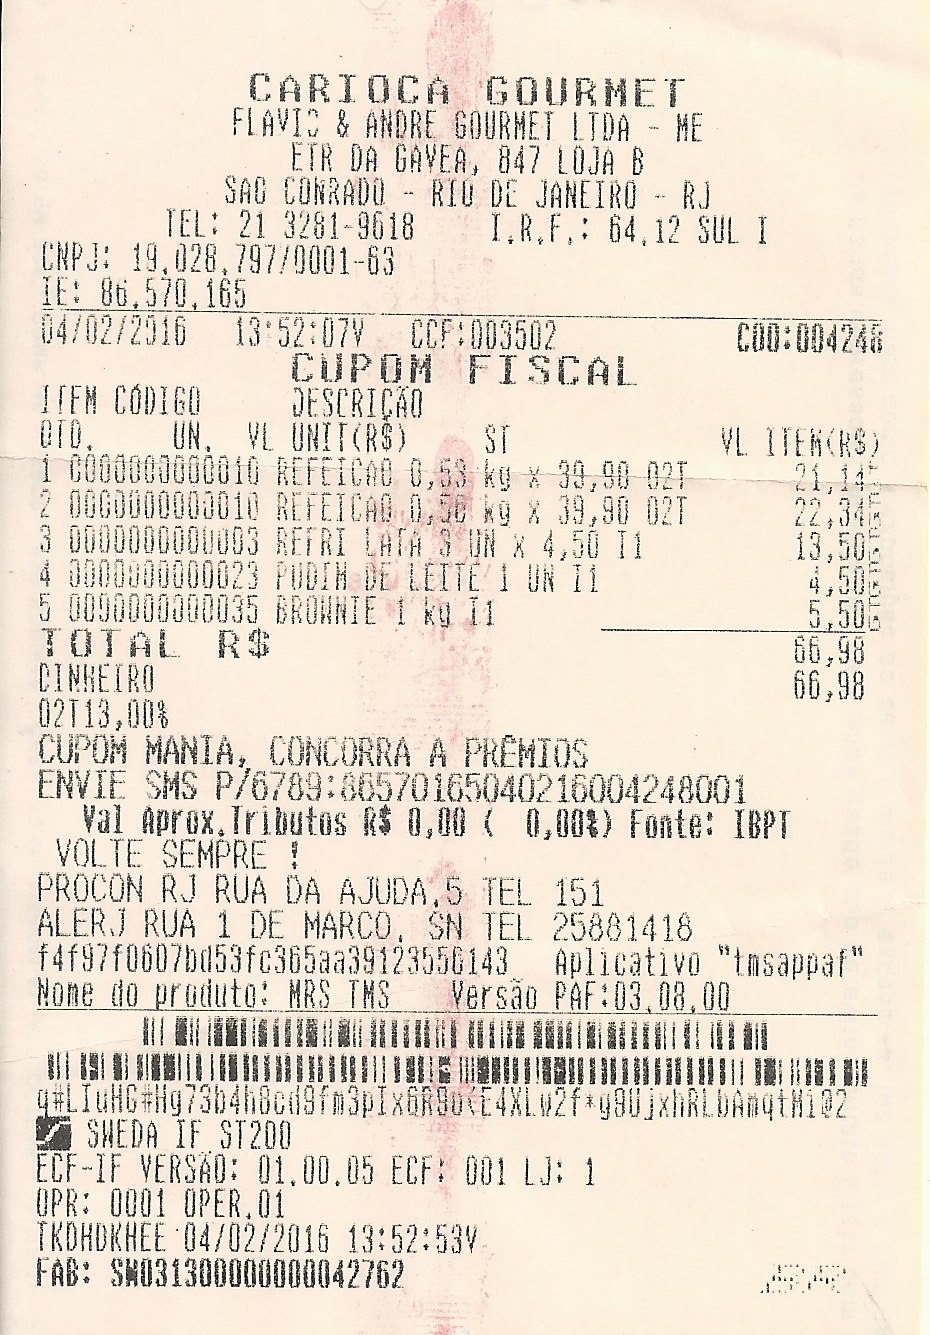 CARIOCA GOURMET
FLAVIO & ANDRE GOURMET LTDA - ME
ETR DA GAVEA, 847 LOJA B
SAO CONRADO - RIO DE JANEIRO - RJ
TEL: 21 3281-9618 I.R.F.: 64.12 SUL I
CNPJ: 19.028.797/0001-63
IE: 86.570.165
04/02/2016 13:52:07V CCF:003502 COO:004248
CUPOM FISCAL
ITEM CÓDIGO DESCRIÇÃO
QTD. UN. VL UNIT(R$) ST VL ITEM(R$)
1 0000000000010 REFEICAO 0,53 kg x 39,90 02T 21,14
2 0000000000010 REFEICAO 0,56 kg x 39,90 02T 22,34
3 0000000000003 REFRI LATA 3 UN x 4,50 I1 13,50
4 0000000000023 PUDIM DE LEITE 1 UN I1 4,50
5 0000000000035 BROWNIE 1 kg I1 5,50
TOTAL R$ 66,98
DINHEIRO 66,98
02T13,00%
CUPOM MANIA, CONCORRA A PRÊMIOS
ENVIE SMS P/6789:86570165040216004248001
Val Aprox.Tributos R$ 0,00 ( 0,00%) Fonte: IBPT
VOLTE SEMPRE !
PROCON RJ RUA DA AJUDA,5 TEL 151
ALERJ RUA 1 DE MARCO, SN TEL 25881418
f4f97f0607bd53fc365aa39123556143 Aplicativo "tmsappaf"
Nome do produto: MRS TMS Versão PAF:03.08.00
SWEDA IF ST200
ECF-IF VERSÃO: 01.00.05 ECF: 001 LJ: 1
OPR: 0001 OPER.01
TKDHDKHEE 04/02/2016 13:52:53V
FAB: SW031300000000042762